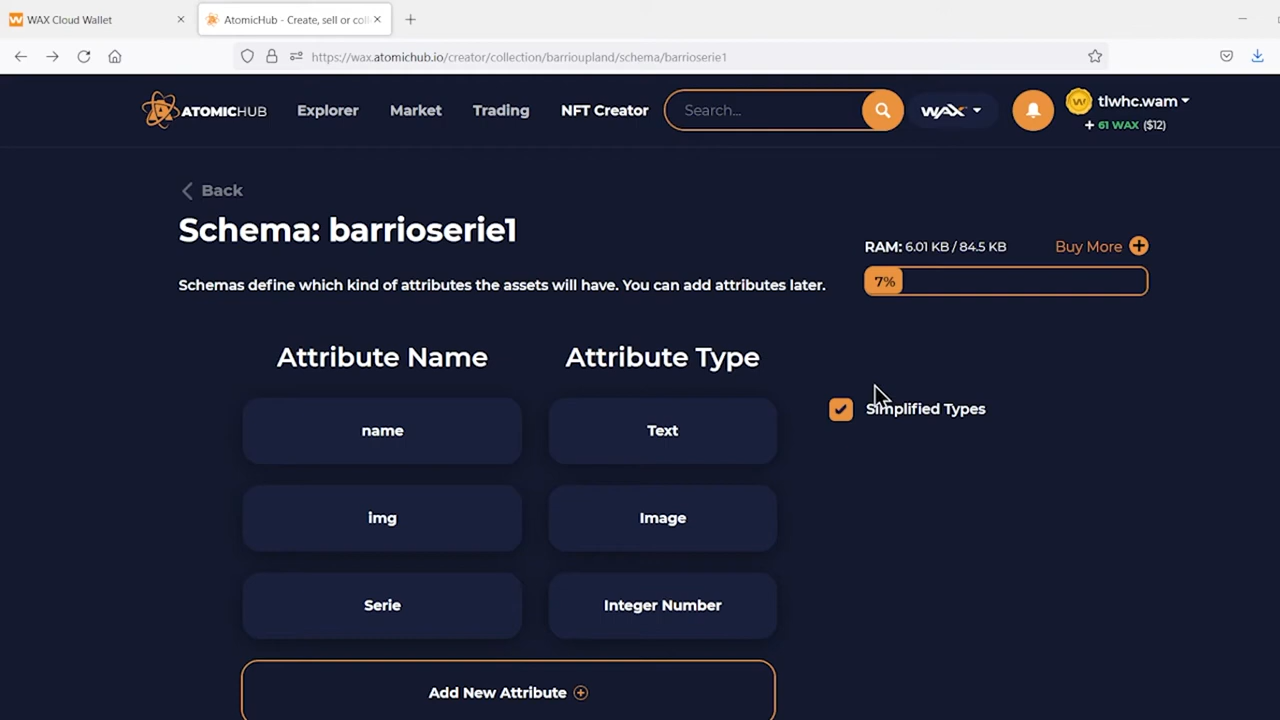 WAX Cloud Wallet
AtomicHub - Create, sell or coll
https://wax.atomichub.io/creator/collection/barrioupland/schema/barrioserie1
ATOMICHUB
Explorer
Market
Trading
NFT Creator
Search...
WAX
tlwhc.wam
+ 61 WAX ($12)
Back
Schema: barrioserie1
RAM: 6.01 KB / 84.5 KB
Buy More
7%
Schemas define which kind of attributes the assets will have. You can add attributes later.
Attribute Name
Attribute Type
Simplified Types
name
Text
img
Image
Serie
Integer Number
Add New Attribute